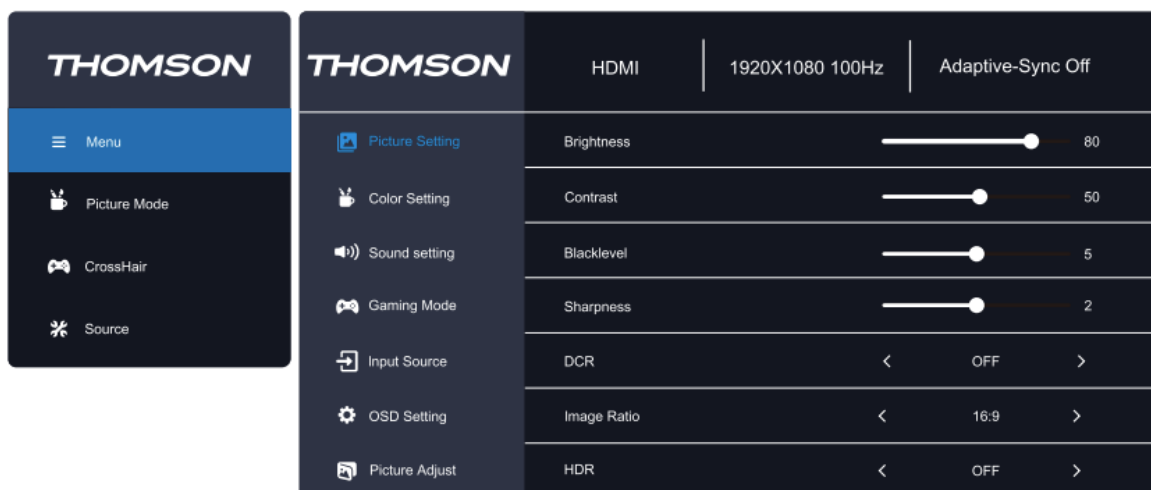 THOMSON
Menu
Picture Mode
CrossHair
Source
THOMSON
HDMI
1920X1080 100Hz
Adaptive-Sync Off
Picture Setting
Color Setting
Sound setting
Gaming Mode
Input Source
OSD Setting
Picture Adjust
Brightness 80
Contrast 50
Blacklevel 5
Sharpness 2
DCR < OFF >
Image Ratio < 16:9 >
HDR < OFF >